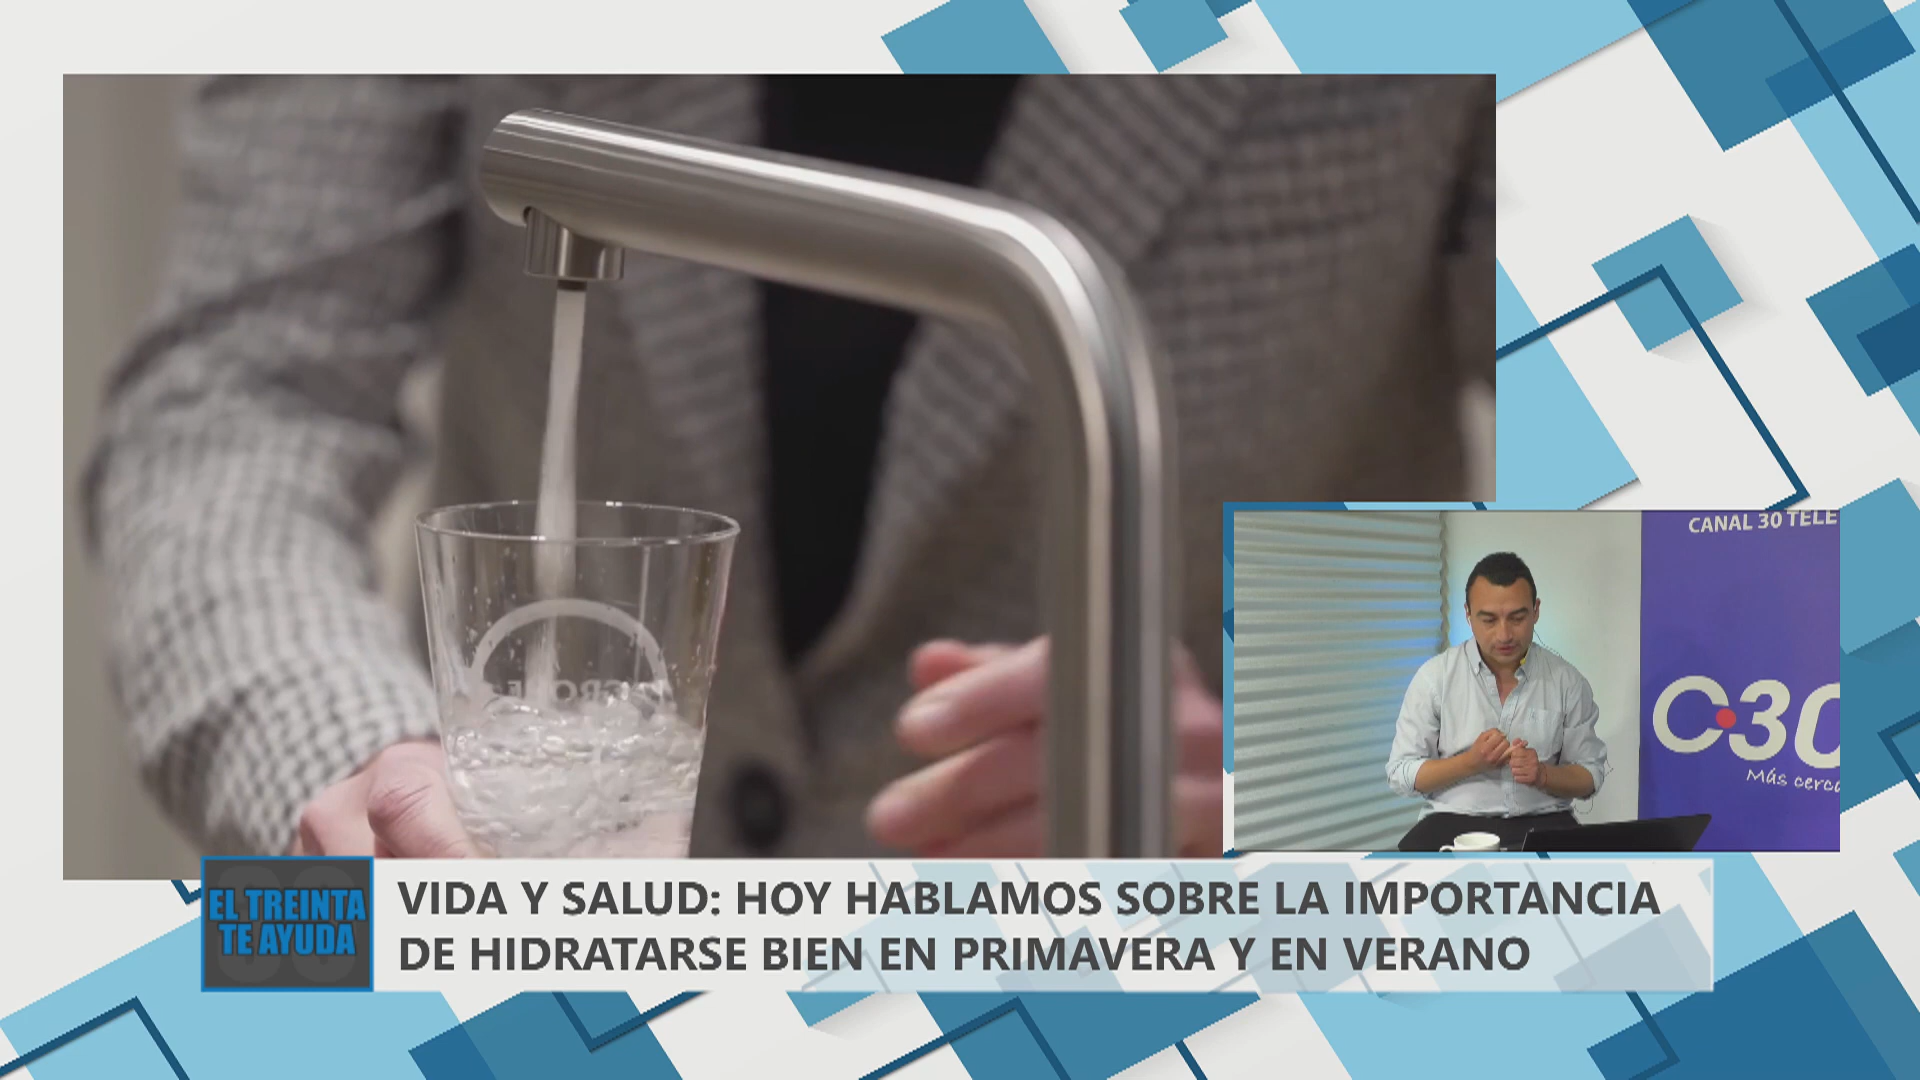 CANAL 30 TELE
C30
Más cerca
EL TREINTA
TE AYUDA
VIDA Y SALUD: HOY HABLAMOS SOBRE LA IMPORTANCIA
DE HIDRATARSE BIEN EN PRIMAVERA Y EN VERANO